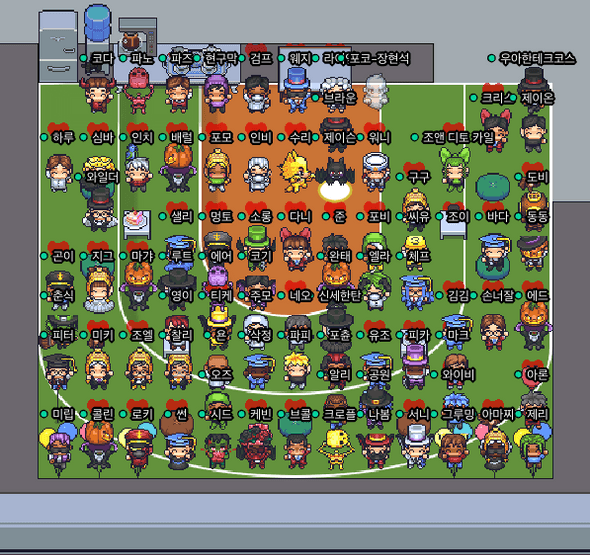 코다 파노 파즈 현구막 검프 웨지 라이 포코-장현석 우아한테크코스
브라운 크리스 제이온
하루 심바 인치 배럴 포모 인비 수리 제이슨 워니 조앤 디토 카일
와일더 구구 도비
샐리 멍토 소롱 다니 준 포비 씨유 조이 바다 동동
곤이 지그 마갸 루트 에어 코기 완태 엘라 체프
춘식 영이 티케 주모 네오 신세한탄 김김 손너잘 에드
피터 미키 조엘 찰리 욘 삭정 파피 포츈 유조 피카 마크
오즈 알리 공원 와이비 아론
미립 콜린 로키 썬 시드 케빈 브콜 크로플 나봄 서니 그루밍 아마찌 제리